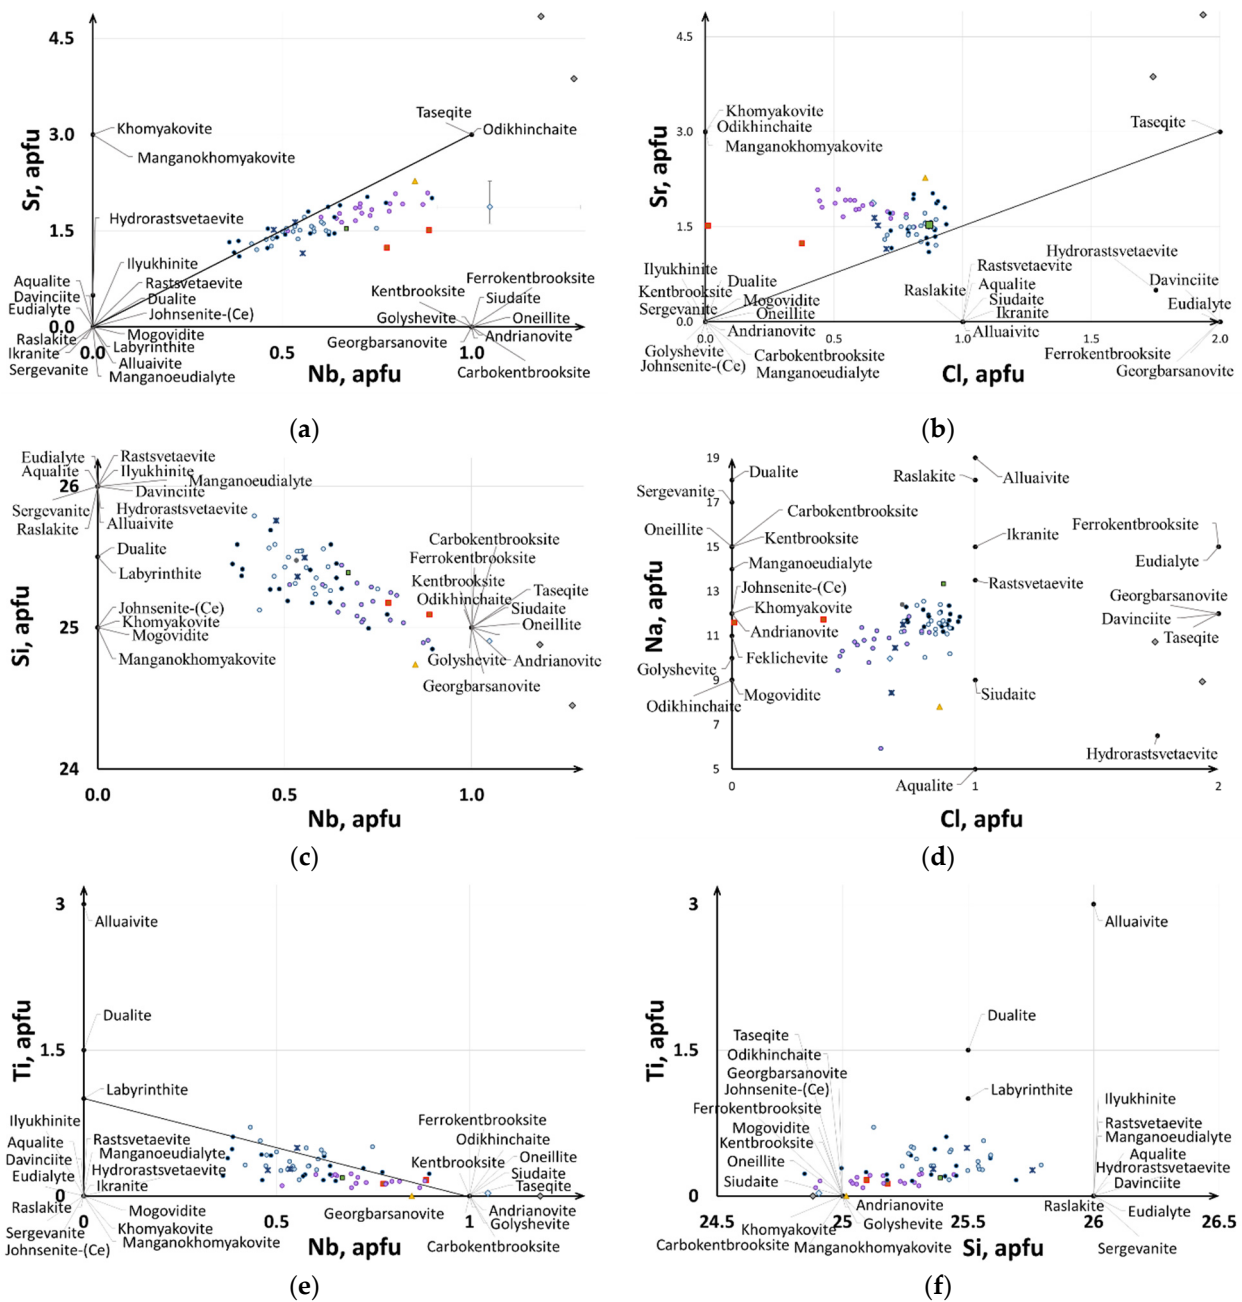 4.5
3.0
1.5
0.0
Sr, apfu
Taseqite
Odikhinchaite
Khomyakovite
Manganokhomyakovite
Hydrorastsvetaevite
Ilyukhinite
Aqualite
Rastsvetaevite
Davinciite
Dualite
Eudialyte
Johnsenite-(Ce)
Raslakite
Mogovidite
Ikranite
Labyrinthite
Sergevanite
Alluaivite
Manganoeudialyte
Ferrokentbrooksite
Kentbrooksite
Siudaite
Golyshevite
Oneillite
Georgbarsanovite
Andrianovite
Carbokentbrooksite
0.0
0.5
1.0
Nb, apfu
(a)
4.5
3.0
1.5
0.0
Sr, apfu
Khomyakovite
Odikhinchaite
Manganokhomyakovite
Taseqite
Ilyukhinite
Dualite
Kentbrooksite
Mogovidite
Sergevanite
Oneillite
Andrianovite
Golyshevite
Carbokentbrooksite
Johnsenite-(Ce)
Manganoeudialyte
Hydrorastsvetaevite
Rastsvetaevite
Raslakite
Aqualite
Siudaite
Ikranite
Alluaivite
Davinciite
Eudialyte
Ferrokentbrooksite
Georgbarsanovite
0.0
0.5
1.0
1.5
2.0
Cl, apfu
(b)
Eudialyte
Rastsvetaevite
Aqualite
Ilyukhinite
Manganoeudialyte
26
Davinciite
Sergevanite
Hydrorastsvetaevite
Raslakite
Alluaivite
Dualite
Labyrinthite
Johnsenite-(Ce)
Khomyakovite
25
Mogovidite
Manganokhomyakovite
24
Si, apfu
Carbokentbrooksite
Ferrokentbrooksite
Kentbrooksite
Taseqite
Odikhinchaite
Siudaite
Oneillite
Golyshevite
Andrianovite
Georgbarsanovite
0.0
0.5
1.0
Nb, apfu
(c)
19
17
15
13
11
9
7
5
Na, apfu
Dualite
Sergevanite
Carbokentbrooksite
Oneillite
Kentbrooksite
Manganoeudialyte
Johnsenite-(Ce)
Khomyakovite
Andrianovite
Feklichevite
Golyshevite
Mogovidite
Odikhinchaite
Raslakite
Alluaivite
Ikranite
Rastsvetaevite
Siudaite
Aqualite
Ferrokentbrooksite
Eudialyte
Georgbarsanovite
Davinciite
Taseqite
Hydrorastsvetaevite
0
1
2
Cl, apfu
(d)
3
1.5
0
Ti, apfu
Alluaivite
Dualite
Labyrinthite
Ilyukhinite
Rastsvetaevite
Aqualite
Manganoeudialyte
Davinciite
Hydrorastsvetaevite
Eudialyte
Ikranite
Raslakite
Mogovidite
Sergevanite
Khomyakovite
Johnsenite-(Ce)
Manganokhomyakovite
Ferrokentbrooksite
Odikhinchaite
Kentbrooksite
Oneillite
Siudaite
Taseqite
Georgbarsanovite
Andrianovite
Golyshevite
Carbokentbrooksite
0
0.5
1
Nb, apfu
(e)
3
1.5
0
Ti, apfu
Alluaivite
Dualite
Labyrinthite
Taseqite
Odikhinchaite
Georgbarsanovite
Johnsenite-(Ce)
Ferrokentbrooksite
Mogovidite
Kentbrooksite
Oneillite
Siudaite
Andrianovite
Khomyakovite
Golyshevite
Carbokentbrooksite
Manganokhomyakovite
Ilyukhinite
Rastsvetaevite
Manganoeudialyte
Aqualite
Hydrorastsvetaevite
Davinciite
Raslakite
Eudialyte
Sergevanite
24.5
25
25.5
26
26.5
Si, apfu
(f)